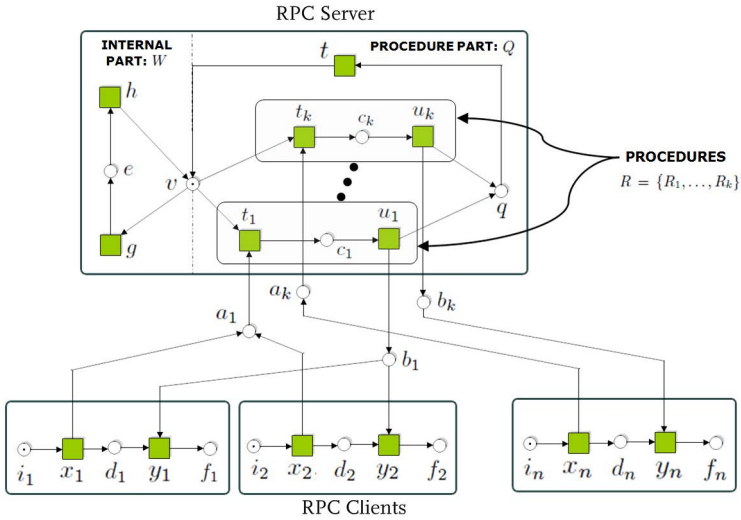 RPC Server
INTERNAL
PART: W
PROCEDURE PART: Q
t
h
t_k
c_k
u_k
PROCEDURES
R = {R_1,...,R_k}
e
v
q
t_1
u_1
g
c_1
a_k
b_k
a_1
b_1
i_1 x_1 d_1 y_1 f_1
i_2 x_2 d_2 y_2 f_2
i_n x_n d_n y_n f_n
RPC Clients